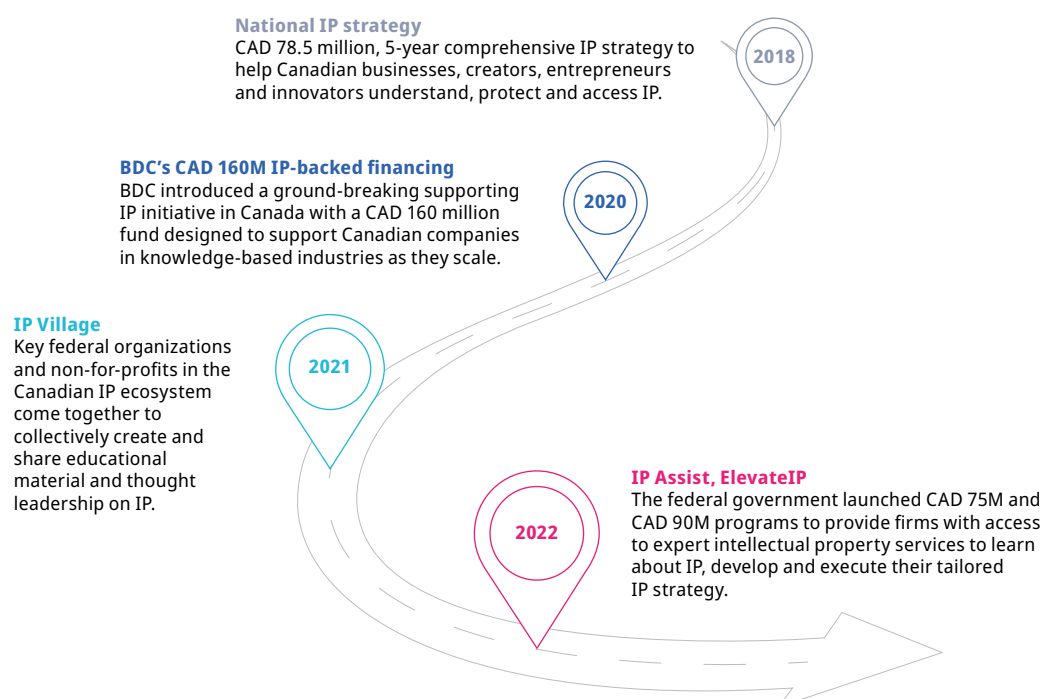 National IP strategy
CAD 78.5 million, 5-year comprehensive IP strategy to
help Canadian businesses, creators, entrepreneurs
and innovators understand, protect and access IP.
2018
BDC’s CAD 160M IP-backed financing
BDC introduced a ground-breaking supporting
IP initiative in Canada with a CAD 160 million
fund designed to support Canadian companies
in knowledge-based industries as they scale.
2020
IP Village
Key federal organizations
and non-for-profits in the
Canadian IP ecosystem
come together to
collectively create and
share educational
material and thought
leadership on IP.
2021
IP Assist, ElevateIP
The federal government launched CAD 75M and
CAD 90M programs to provide firms with access
to expert intellectual property services to learn
about IP, develop and execute their tailored
IP strategy.
2022